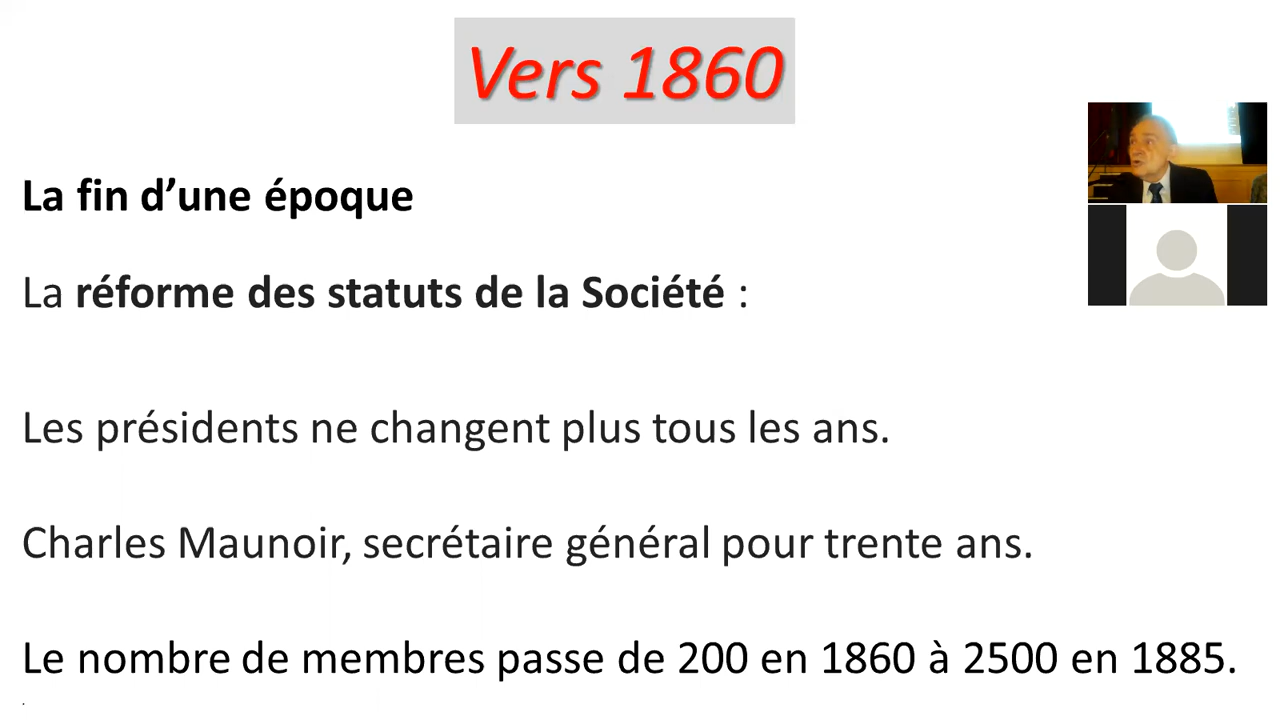 Vers 1860
La fin d’une époque
La réforme des statuts de la Société :
Les présidents ne changent plus tous les ans.
Charles Maunoir, secrétaire général pour trente ans.
Le nombre de membres passe de 200 en 1860 à 2500 en 1885.
.